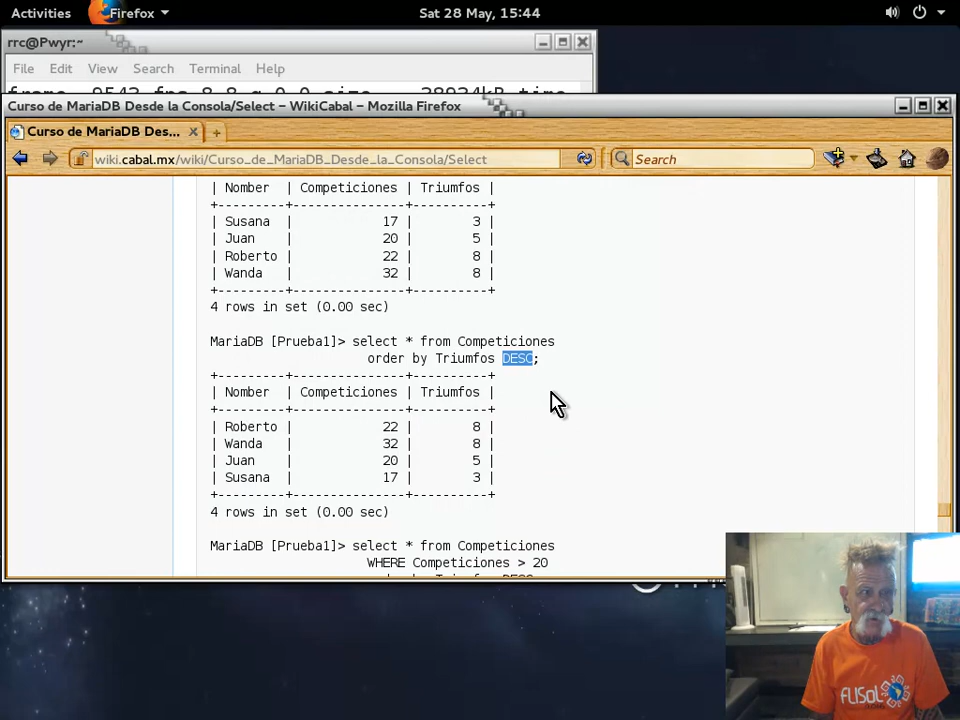 Activities Firefox Sat 28 May, 15:44
rrc@Pwyr:~
File Edit View Search Terminal Help
Curso de MariaDB Desde la Consola/Select – WikiCabal – Mozilla Firefox
Curso de MariaDB Des...
wiki.cabal.mx/wiki/Curso_de_MariaDB_Desde_la_Consola/Select Search
| Nomber | Competiciones | Triumfos |
+---------+---------------+----------+
| Susana | 17 | 3 |
| Juan | 20 | 5 |
| Roberto | 22 | 8 |
| Wanda | 32 | 8 |
+---------+---------------+----------+
4 rows in set (0.00 sec)
MariaDB [Prueba1]> select * from Competiciones
order by Triumfos DESC;
+---------+---------------+----------+
| Nomber | Competiciones | Triumfos |
+---------+---------------+----------+
| Roberto | 22 | 8 |
| Wanda | 32 | 8 |
| Juan | 20 | 5 |
| Susana | 17 | 3 |
+---------+---------------+----------+
4 rows in set (0.00 sec)
MariaDB [Prueba1]> select * from Competiciones
WHERE Competiciones > 20
FLISoL